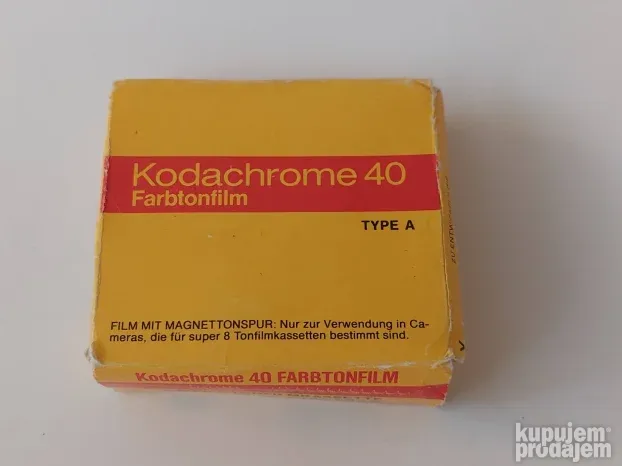 Kodachrome 40
Farbtonfilm
TYPE A
FILM MIT MAGNETTONSPUR: Nur zur Verwendung in Ca-
meras, die für super 8 Tonfilmkassetten bestimmt sind.
Kodachrome 40 FARBTONFILM
kupujem
prodajem